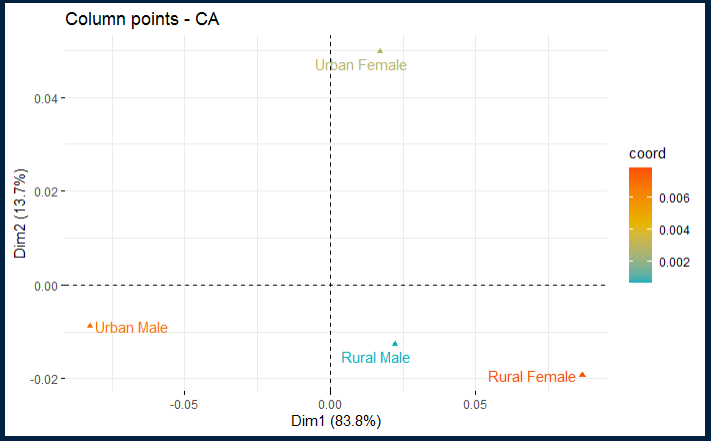 Column points - CA
Urban Female
0.04
coord
0.006
Dim2 (13.7%)
0.02
0.004
0.002
0.00
Urban Male
Rural Male
Rural Female
-0.02
-0.05
0.00
0.05
Dim1 (83.8%)